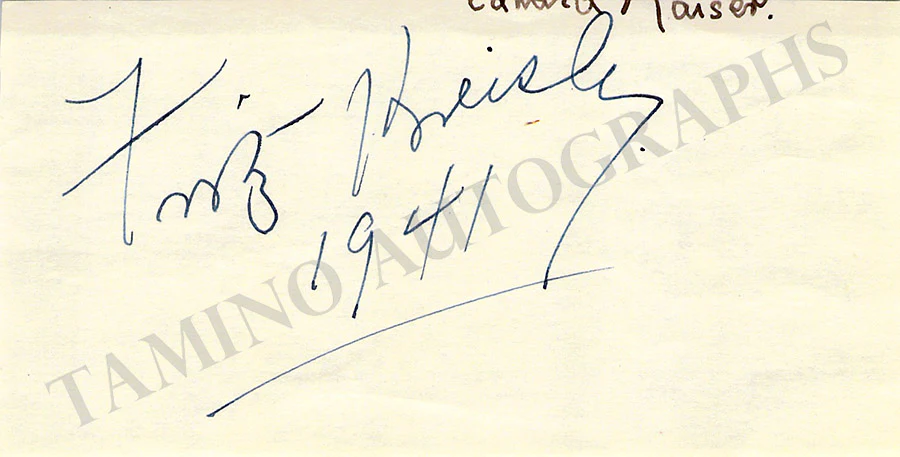 Kaiser.
Fritz Kreisler
1941
TAMINO AUTOGRAPHS